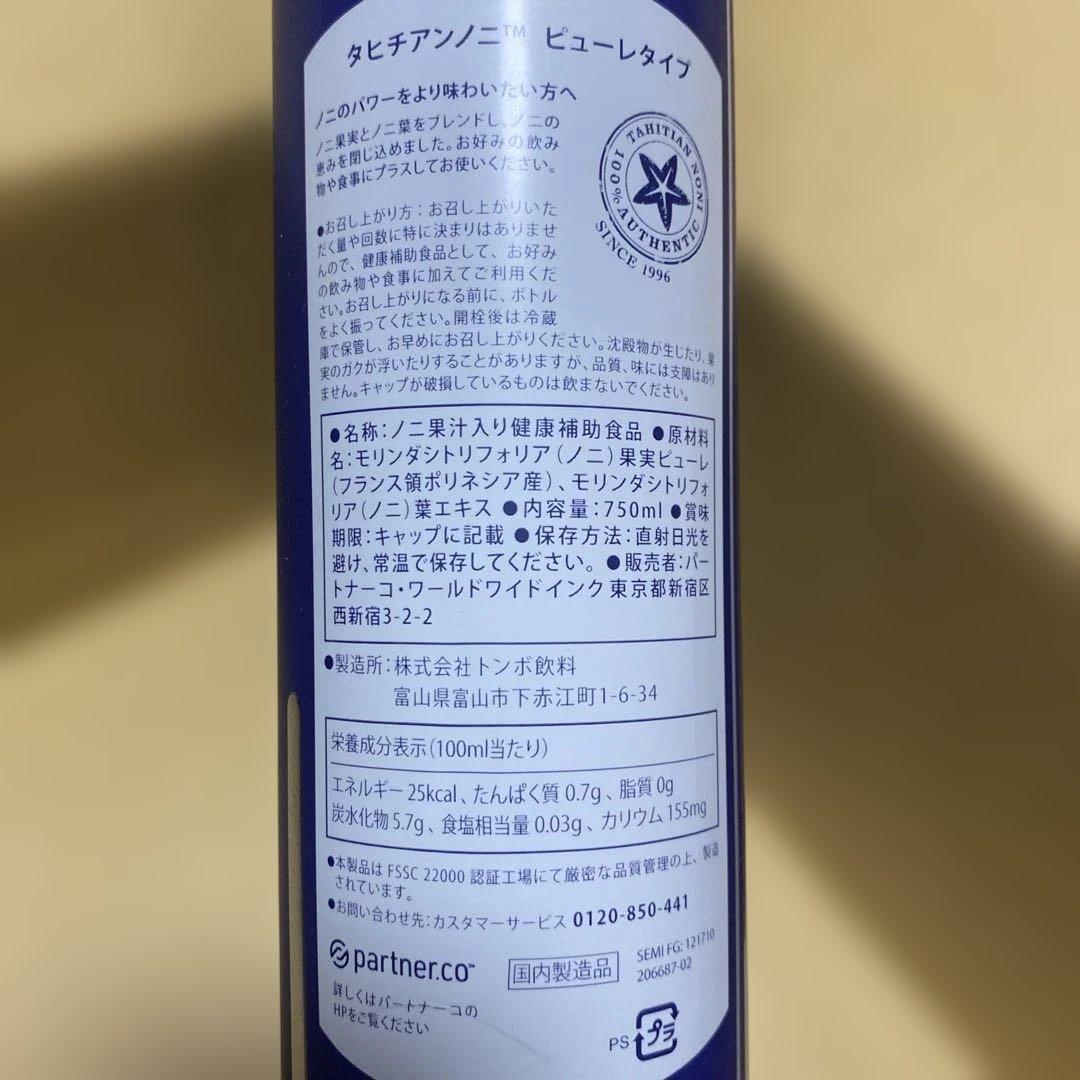 タヒチアンノニ™ ピューレタイプ
ノニのパワーをより味わいたい方へ
ノニ果実とノニ葉をブレンドし、ノニの
恵みを閉じ込めました。お好みの飲み
物や食事にプラスしてお使いください。
TAHITIAN NONI
100% AUTHENTIC
SINCE 1996
●お召し上がり方：お召し上がりいた
だく量や回数に特に決まりはありませ
んので、健康補助食品として、お好み
の飲み物や食事に加えてご利用くだ
さい。お召し上がりになる前に、ボトル
をよく振ってください。開栓後は冷蔵
庫で保管し、お早めにお召し上がりください。沈殿物が生じたり、果
実のガクが浮いたりすることがありますが、品質、味には支障はあり
ません。キャップが破損しているものは飲まないでください。
●名称：ノニ果汁入り健康補助食品 ●原材料
名：モリンダシトリフォリア（ノニ）果実ピューレ
（フランス領ポリネシア産）、モリンダシトリフォ
リア（ノニ）葉エキス ●内容量：750ml ●賞味
期限：キャップに記載 ●保存方法：直射日光を
避け、常温で保存してください。 ●販売者：パー
トナーコ・ワールドワイドインク 東京都新宿区
西新宿3-2-2
●製造所：株式会社トンボ飲料
富山県富山市下赤江町1-6-34
栄養成分表示（100ml当たり）
エネルギー 25kcal、たんぱく質 0.7g、脂質 0g
炭水化物 5.7g、食塩相当量 0.03g、カリウム 155mg
●本製品は FSSC 22000 認証工場にて厳密な品質管理の上、製造
されています。
●お問い合わせ先：カスタマーサービス 0120-850-441
partner.co™
国内製造品
SEMI FG: 121710
206687-02
詳しくはパートナーコの
HPをご覧ください
PS
プラ